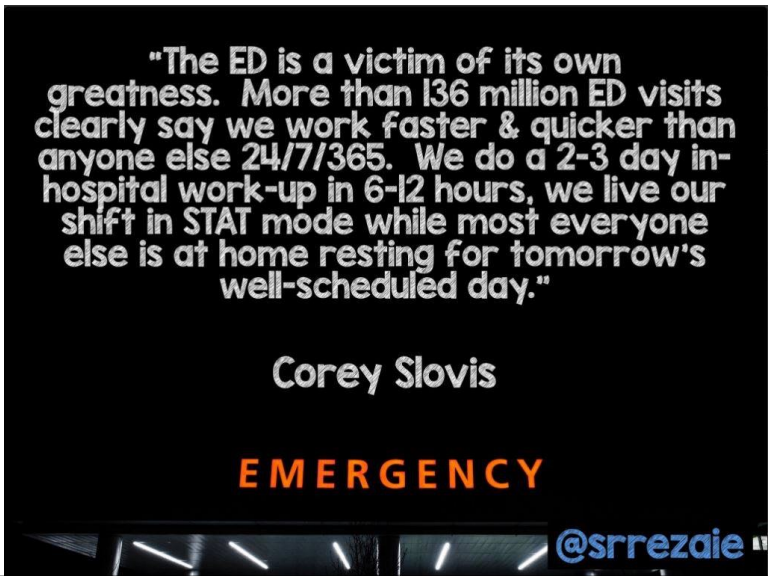 "The ED is a victim of its own
greatness. More than 136 million ED visits
clearly say we work faster & quicker than
anyone else 24/7/365. We do a 2-3 day in-
hospital work-up in 6-12 hours, we live our
shift in STAT mode while most everyone
else is at home resting for tomorrow's
well-scheduled day."
Corey Slovis
EMERGENCY
@srrezaie